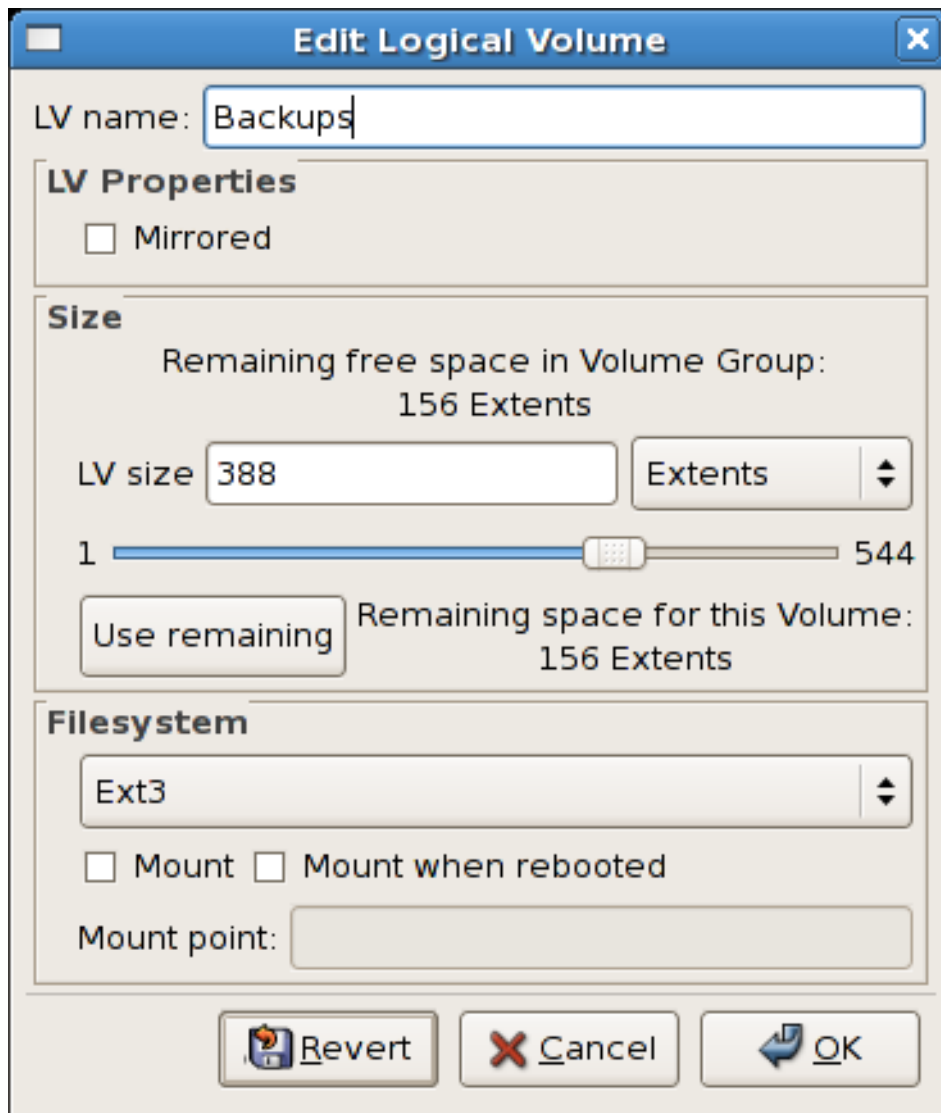 Edit Logical Volume
LV name: Backups
LV Properties
Mirrored
Size
Remaining free space in Volume Group:
156 Extents
LV size 388 Extents
1 544
Use remaining
Remaining space for this Volume:
156 Extents
Filesystem
Ext3
Mount Mount when rebooted
Mount point:
Revert Cancel OK